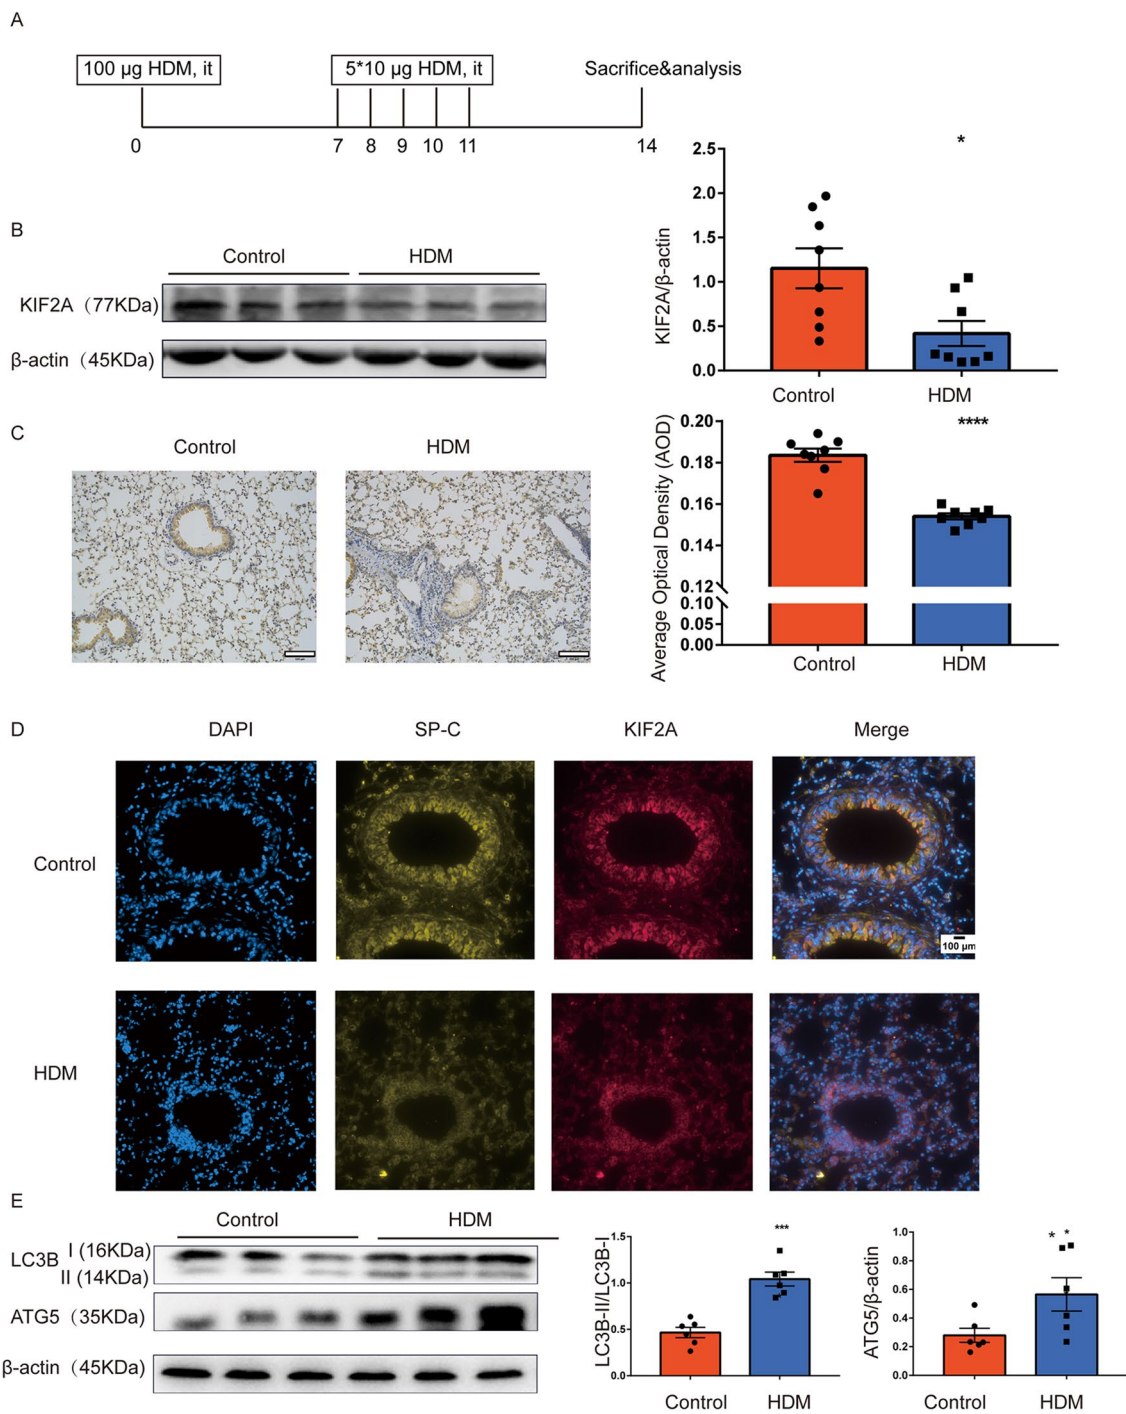 A
100 μg HDM, it
5*10 μg HDM, it
Sacrifice&analysis
0
7
8
9
10
11
14
B
Control
HDM
KIF2A（77KDa）
β-actin（45KDa）
KIF2A/β-actin
2.5
2.0
1.5
1.0
0.5
0.0
*
Control
HDM
C
Control
HDM
Average Optical Density (AOD)
0.20
0.18
0.16
0.14
0.12
0.10
0.05
0.00
****
Control
HDM
D
DAPI
SP-C
KIF2A
Merge
Control
100 μm
HDM
E
Control
HDM
LC3B
I (16KDa)
II (14KDa)
ATG5（35KDa）
β-actin（45KDa）
LC3B-II/LC3B-I
1.5
1.0
0.5
0.0
***
Control
HDM
ATG5/β-actin
1.0
0.8
0.6
0.4
0.2
0.0
* *
Control
HDM